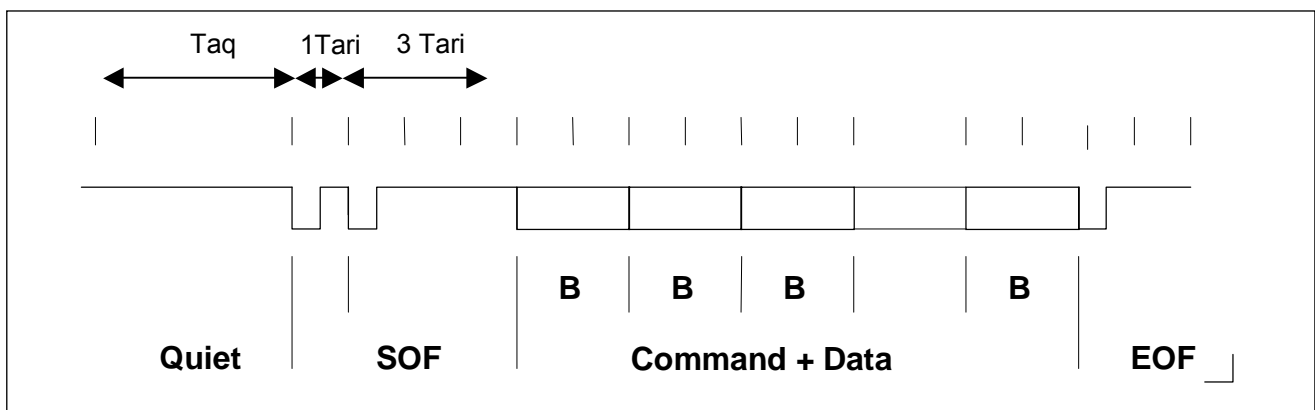 Taq 1Tari 3 Tari
B B B B
Quiet SOF Command + Data EOF